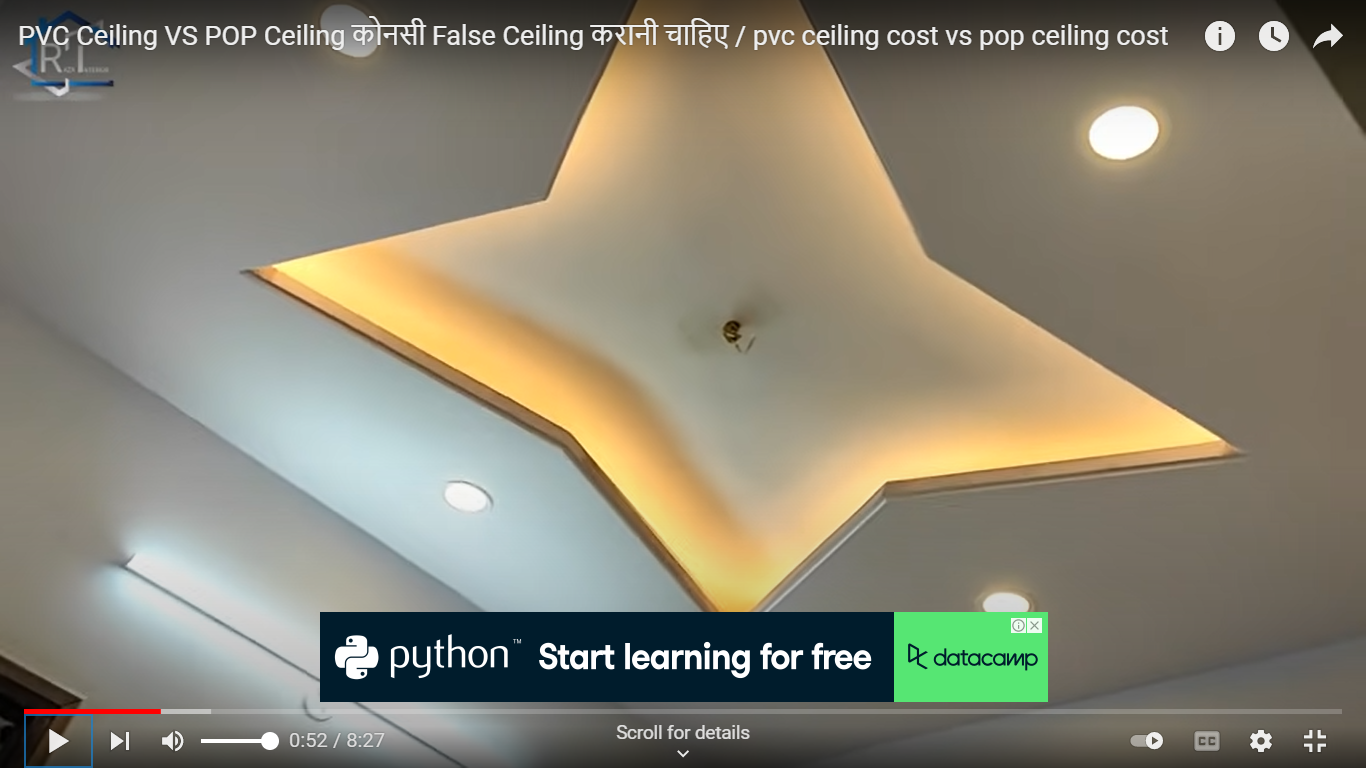 PVC Ceiling VS POP Ceiling कोनसी False Ceiling करानी चाहिए / pvc ceiling cost vs pop ceiling cost
python™ Start learning for free
datacamp
0:52 / 8:27
Scroll for details
CC